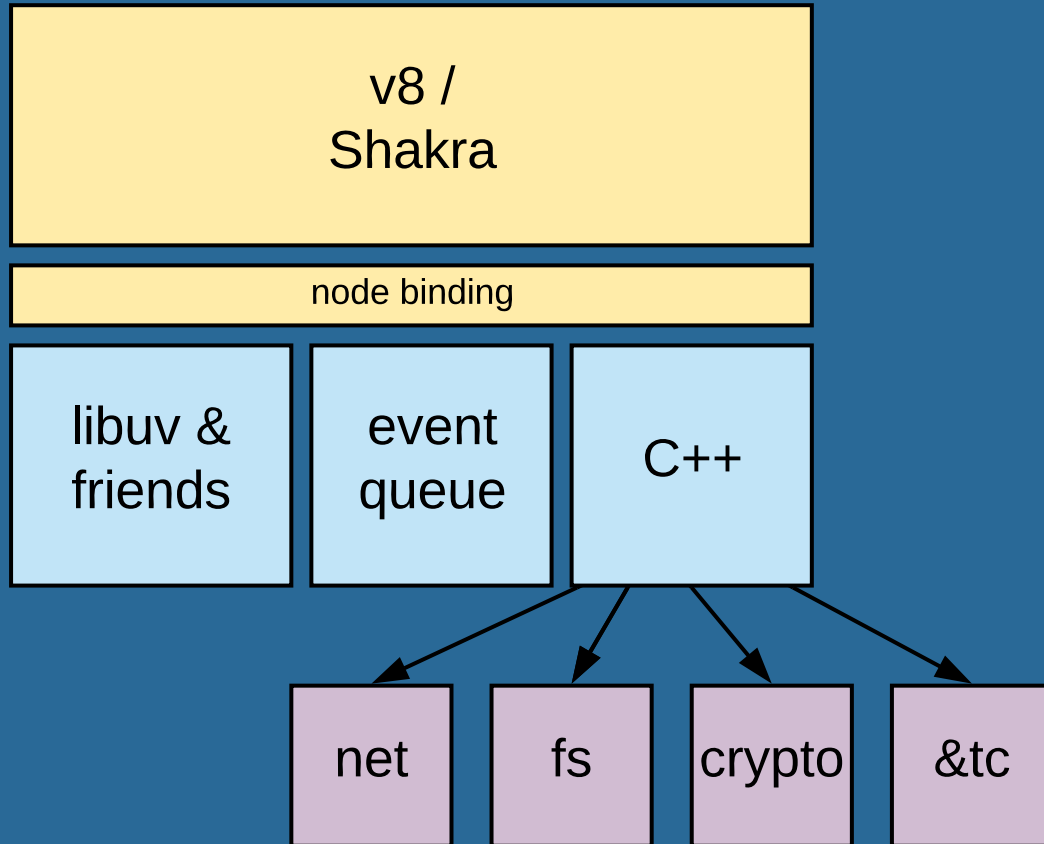 v8 /
Shakra
node binding
libuv &
friends
event
queue
C++
net
fs
crypto
&tc